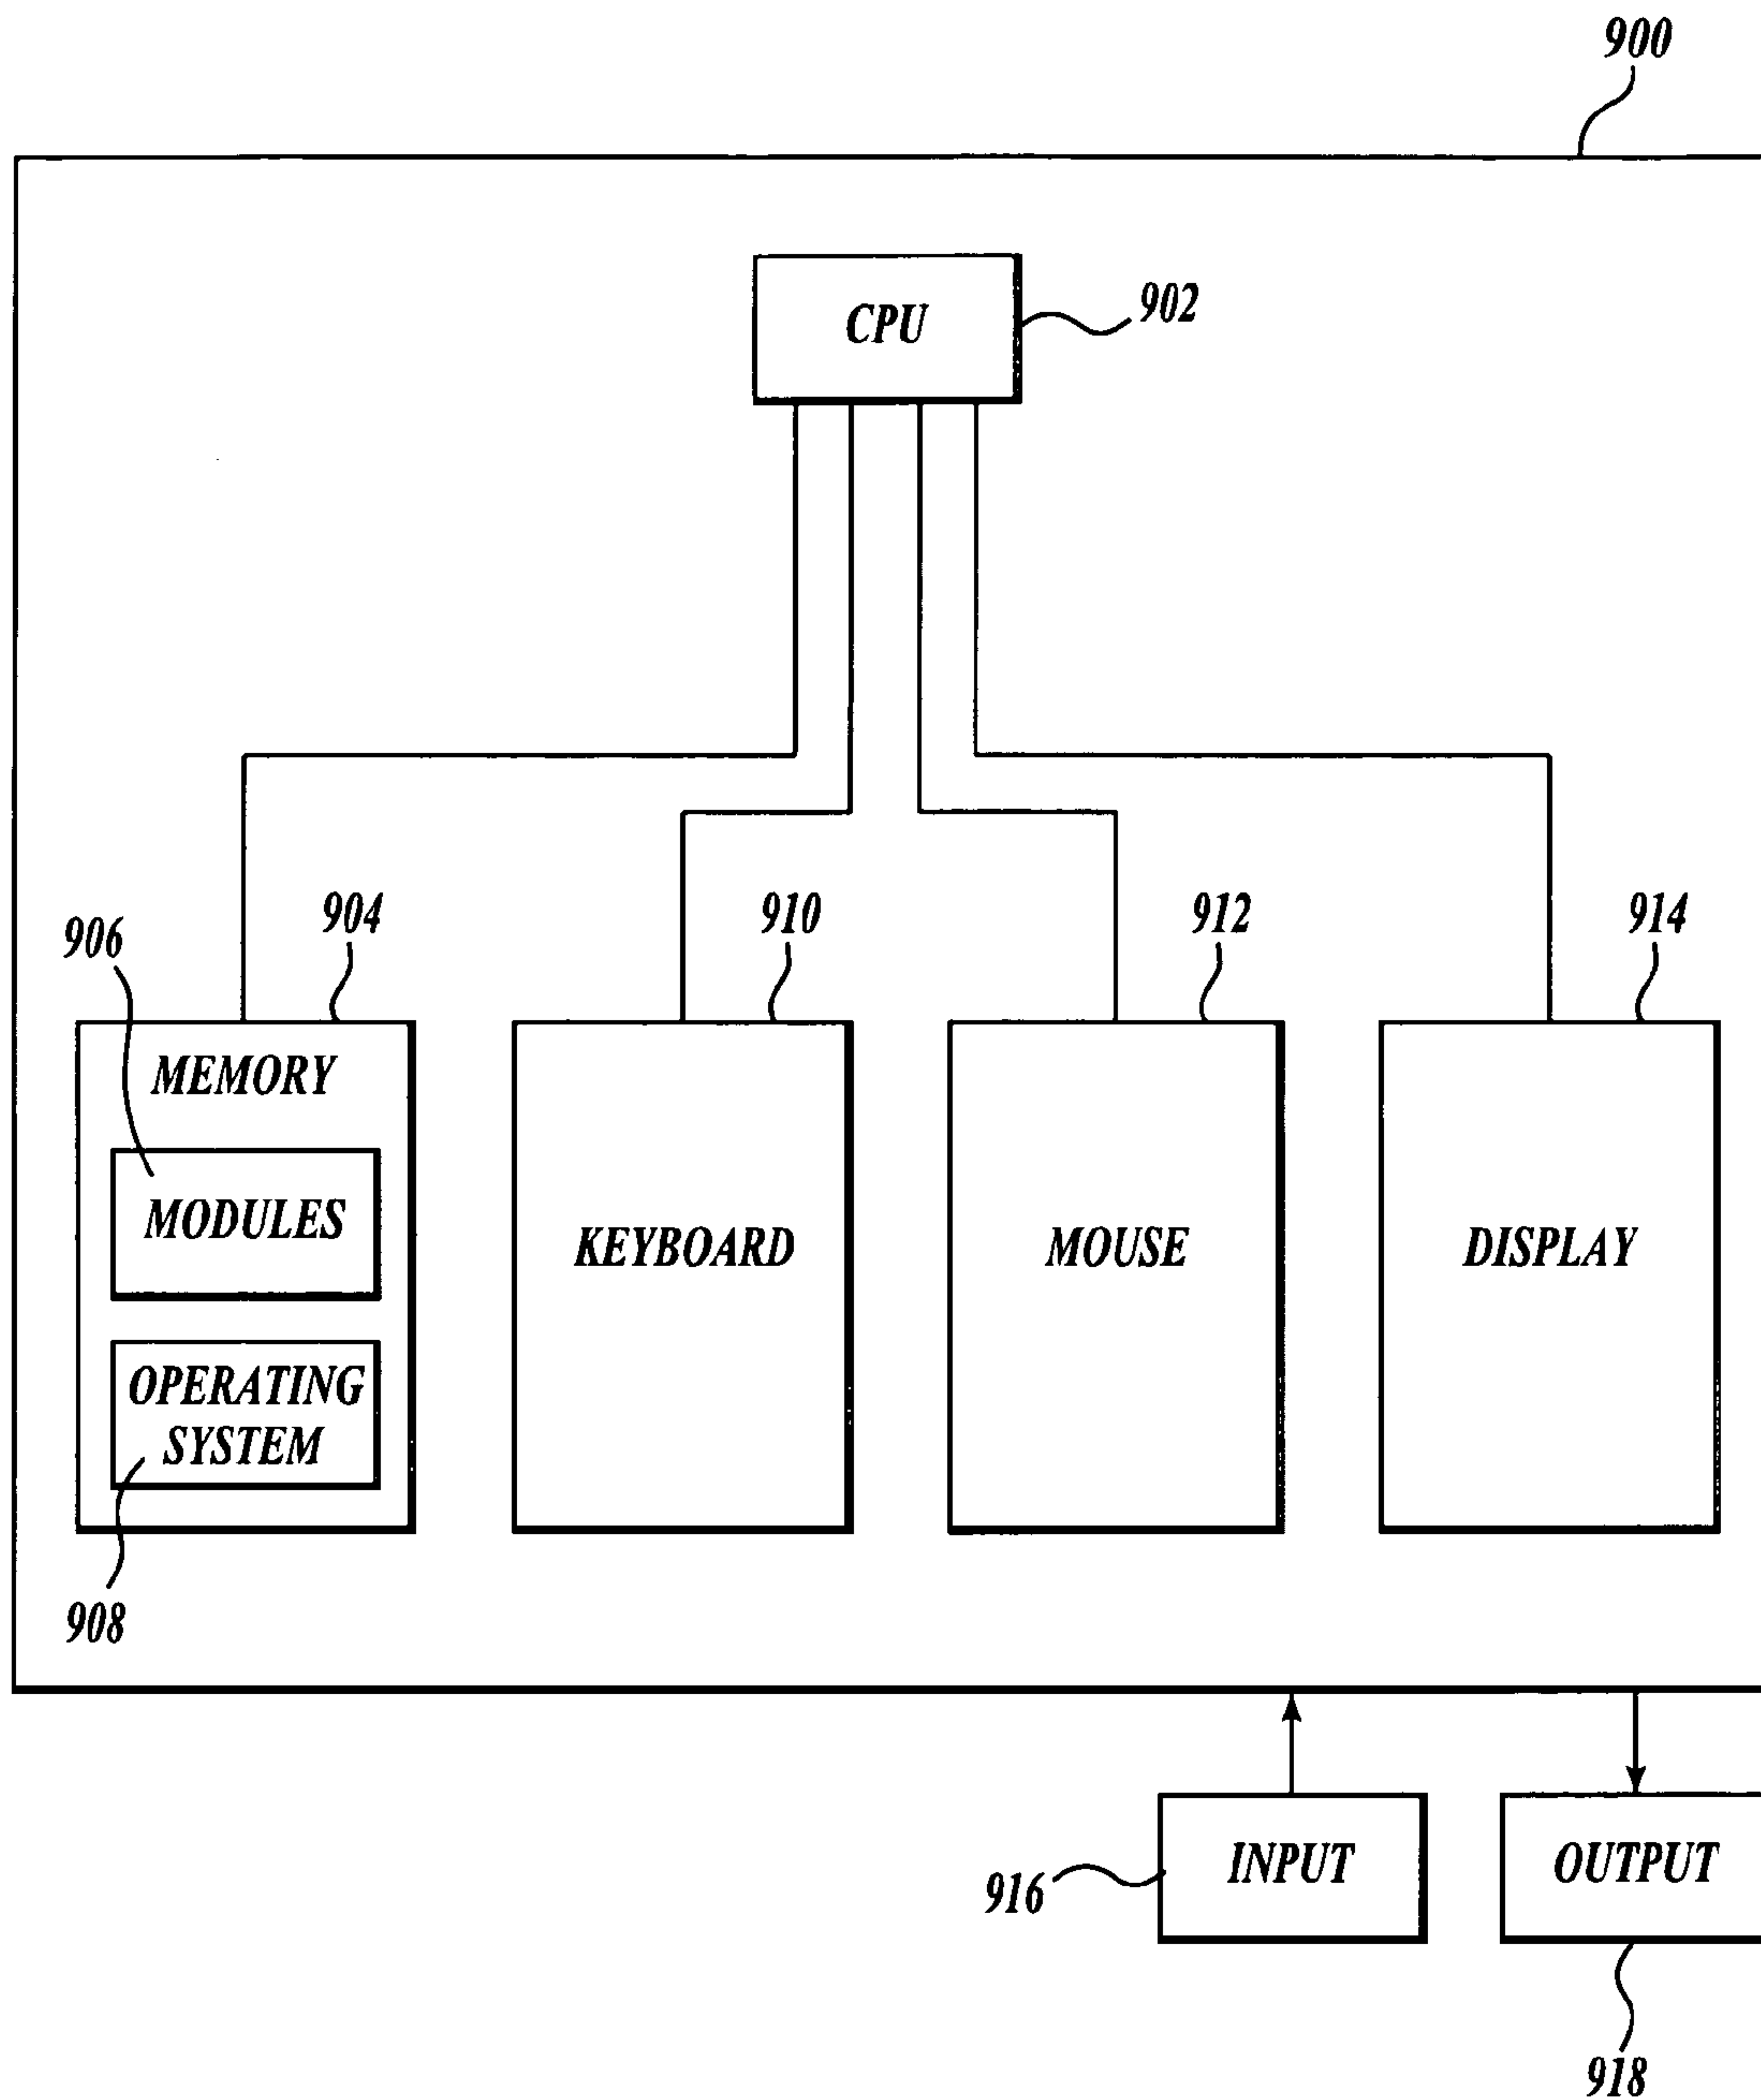 900
CPU
902
904
910
912
914
906
MEMORY
MODULES
KEYBOARD
MOUSE
DISPLAY
OPERATING
SYSTEM
908
INPUT
OUTPUT
916
918